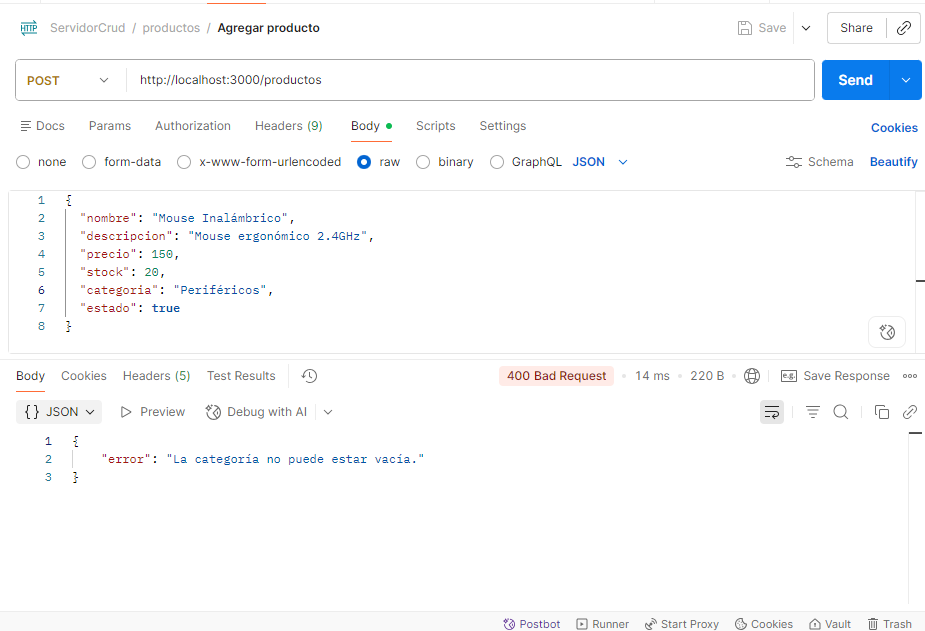 HTTP ServidorCrud / productos / Agregar producto Save Share
POST http://localhost:3000/productos Send
Docs Params Authorization Headers (9) Body Scripts Settings Cookies
none form-data x-www-form-urlencoded raw binary GraphQL JSON Schema Beautify
1 {
2 "nombre": "Mouse Inalámbrico",
3 "descripcion": "Mouse ergonómico 2.4GHz",
4 "precio": 150,
5 "stock": 20,
6 "categoria": "Periféricos",
7 "estado": true
8 }
Body Cookies Headers (5) Test Results 400 Bad Request • 14 ms • 220 B • e.g. Save Response
{} JSON Preview Debug with AI
1 {
2 "error": "La categoría no puede estar vacía."
3 }
Postbot Runner Start Proxy Cookies Vault Trash